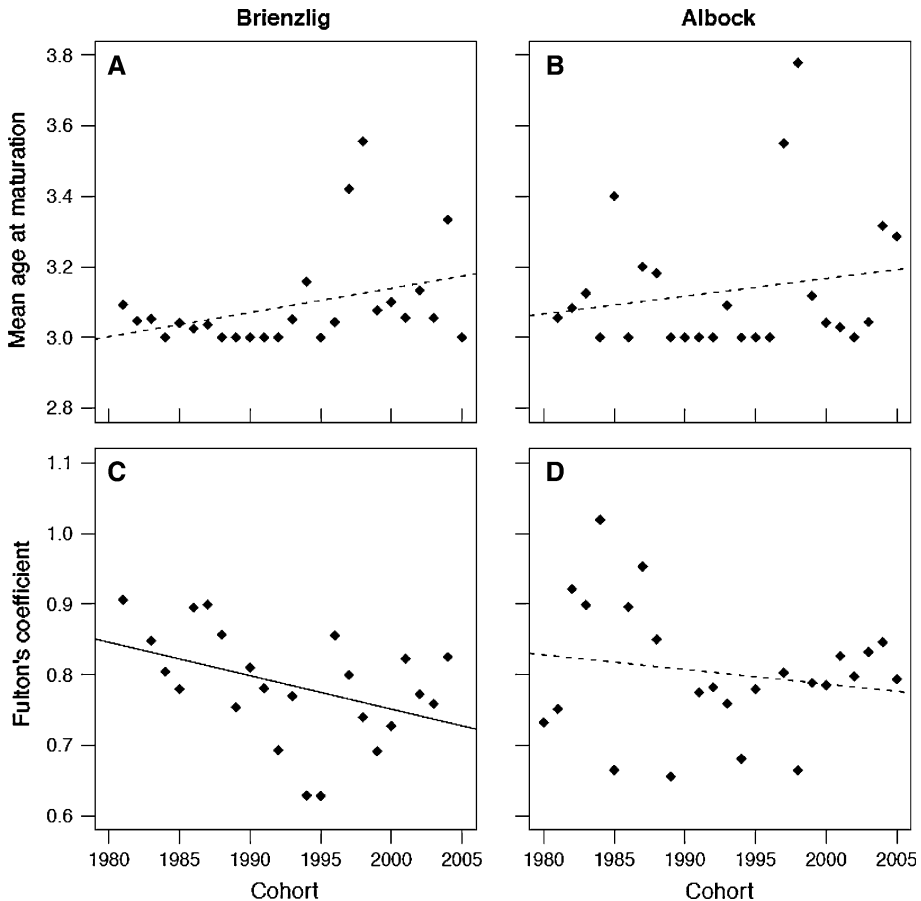 Brienzlig
Albock
A
B
Mean age at maturation
3.8
3.6
3.4
3.2
3.0
2.8
C
D
Fulton's coefficient
1.1
1.0
0.9
0.8
0.7
0.6
1980 1985 1990 1995 2000 2005
1980 1985 1990 1995 2000 2005
Cohort
Cohort